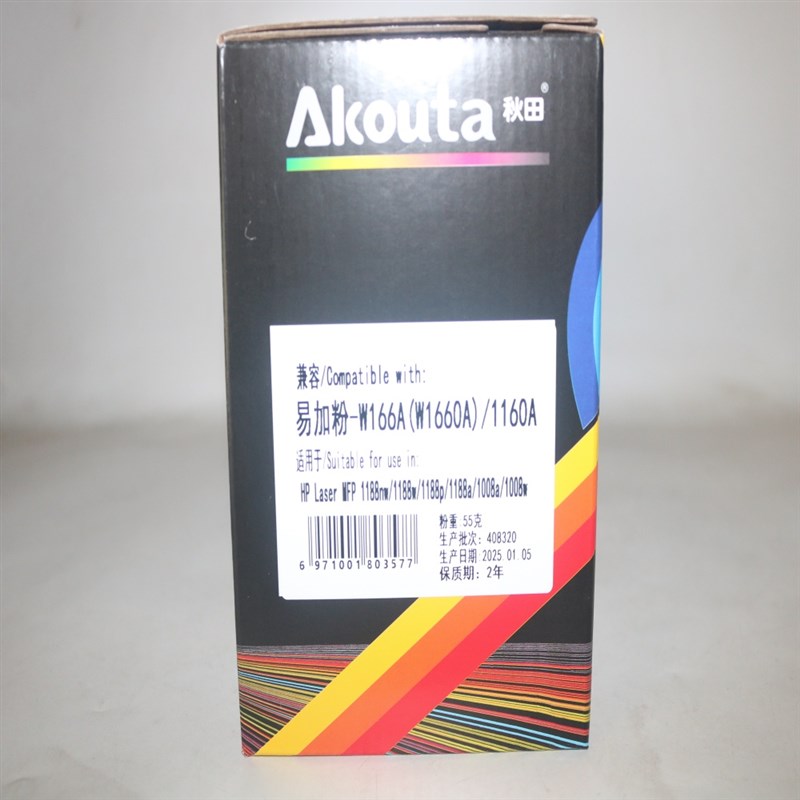 Akouta 秋田®
兼容/Compatible with:
易加粉-W166A(W1660A)/1160A
适用于/Suitable for use in:
HP Laser MFP 1188nw/1188w/1188p/1188a/1008a/1008w
粉重 55克
生产批次: 408320
生产日期 2025 01.05
保质期: 2年
6 971001 803577